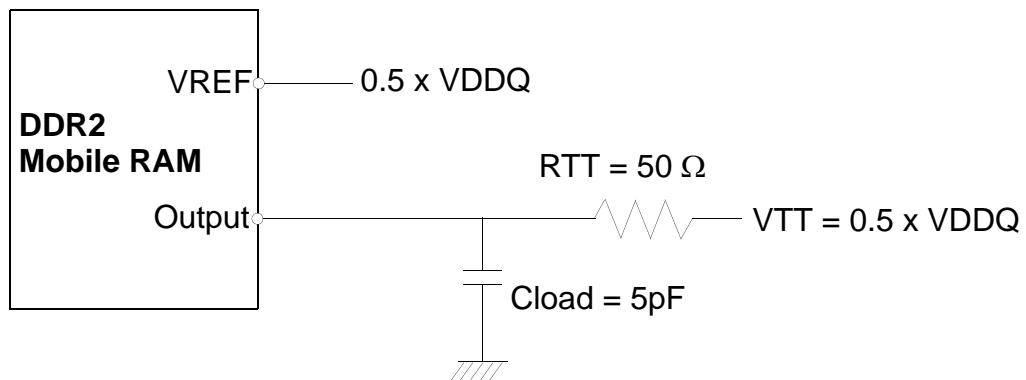 VREF
0.5 x VDDQ
DDR2
Mobile RAM
RTT = 50 Ω
Output
VTT = 0.5 x VDDQ
Cload = 5pF